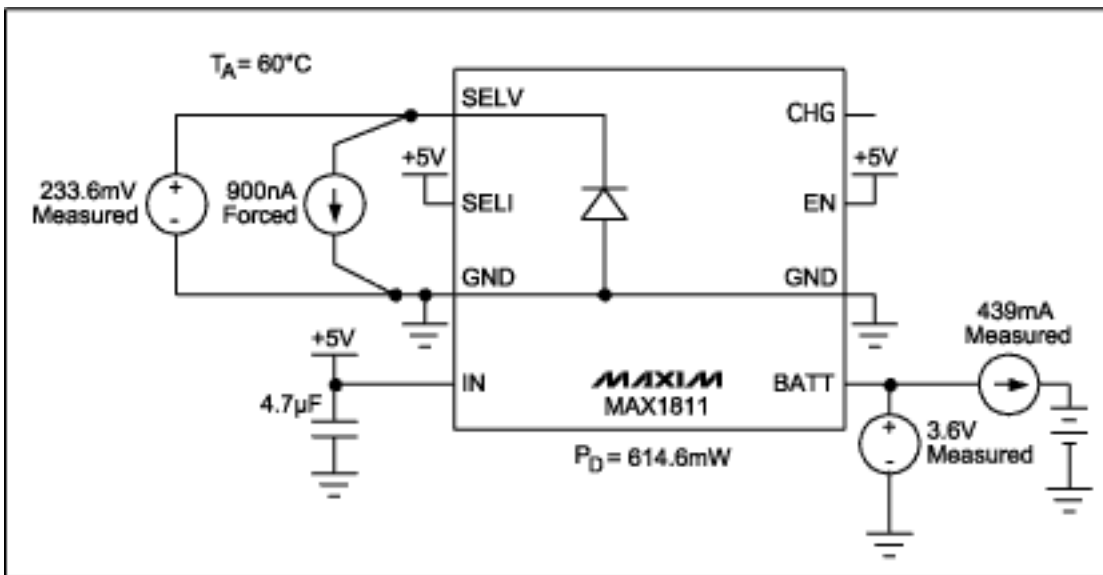 TA= 60°C
SELV
CHG
+5V
+5V
233.6mV
Measured
+
-
900nA
Forced
SELI
EN
GND
GND
439mA
Measured
+5V
IN
MAXIM
BATT
4.7µF
MAX1811
+
-
3.6V
Measured
PD= 614.6mW